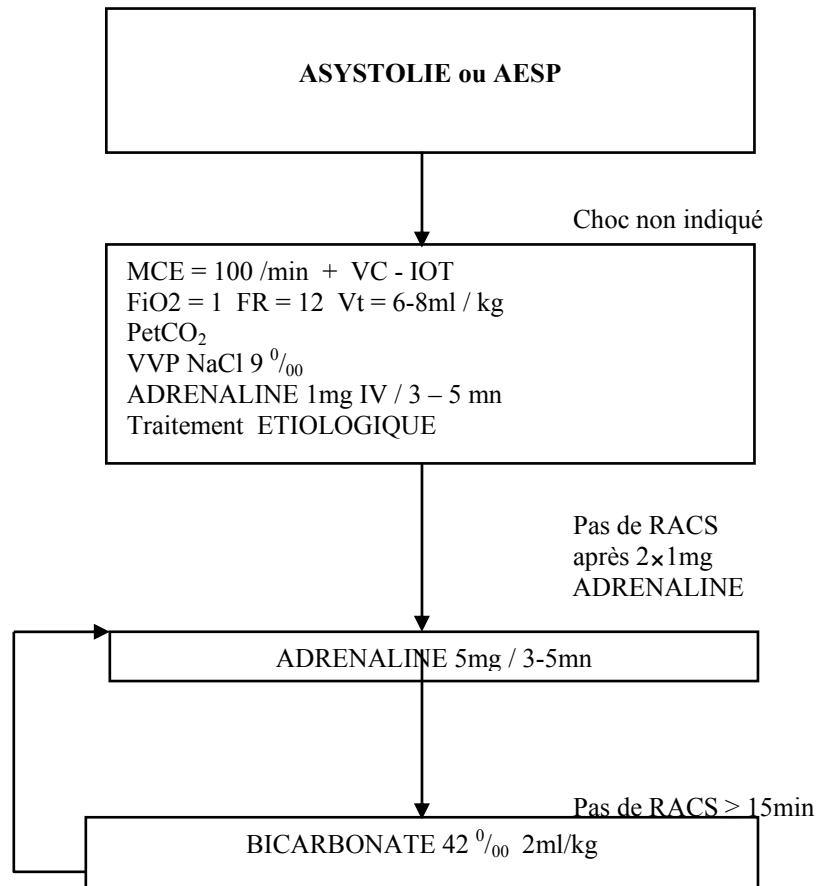 ASYSTOLIE ou AESP
Choc non indiqué
MCE = 100 /min + VC - IOT
FiO2 = 1 FR = 12 Vt = 6-8ml / kg
PetCO₂
VVP NaCl 9 ⁰/₀₀
ADRENALINE 1mg IV / 3 – 5 mn
Traitement ETIOLOGIQUE
Pas de RACS
après 2×1mg
ADRENALINE
ADRENALINE 5mg / 3-5mn
Pas de RACS > 15min
BICARBONATE 42 ⁰/₀₀ 2ml/kg